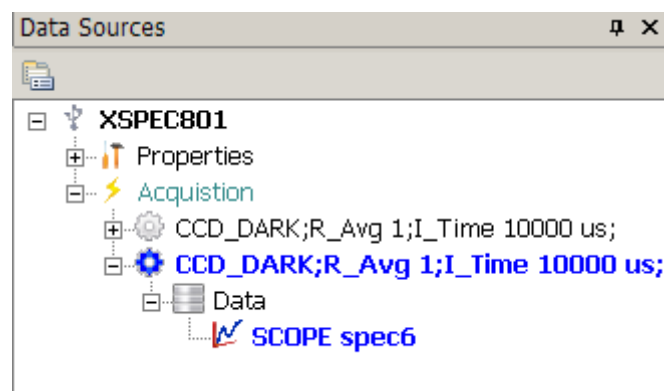 Data Sources
XSPEC801
Properties
Acquistion
CCD_DARK;R_Avg 1;I_Time 10000 us;
CCD_DARK;R_Avg 1;I_Time 10000 us;
Data
SCOPE spec6